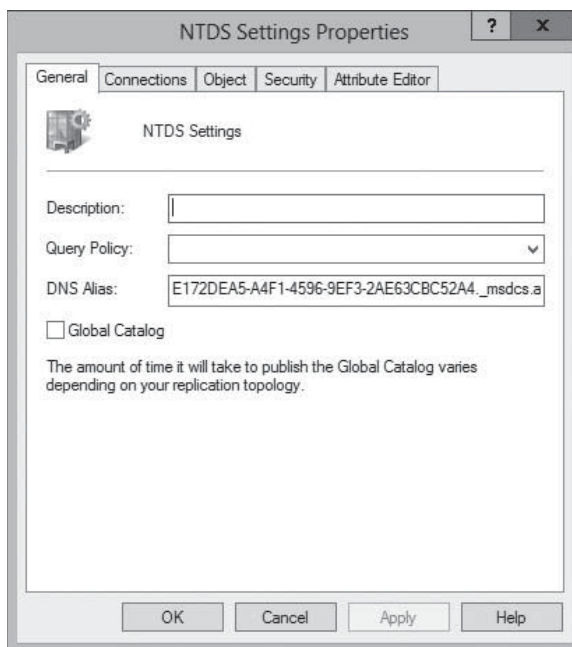 NTDS Settings Properties
? x
General Connections Object Security Attribute Editor
NTDS Settings
Description:
Query Policy:
DNS Alias: E172DEA5-A4F1-4596-9EF3-2AE63CBC52A4._msdcs.a
Global Catalog
The amount of time it will take to publish the Global Catalog varies
depending on your replication topology.
OK Cancel Apply Help